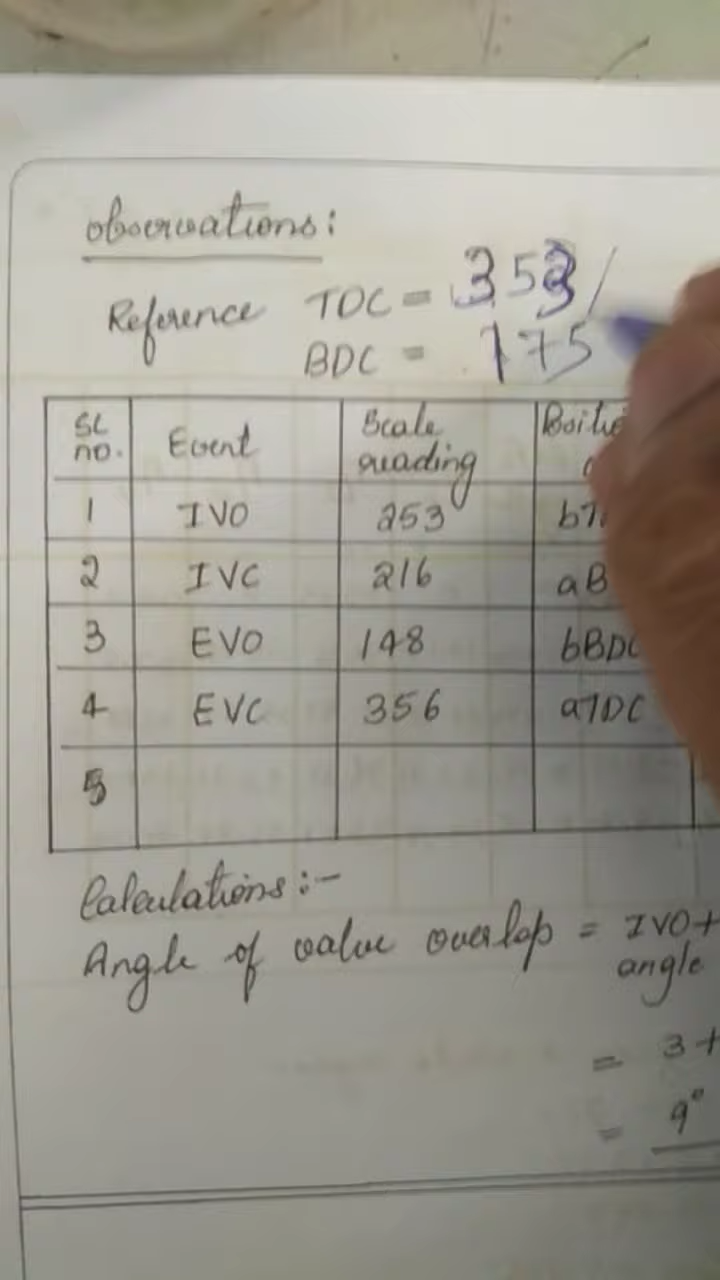 Observations:
Reference TDC = 353
BDC = 175
SL no. Event Scale reading
1 IVO 253
2 IVC 216
3 EVO 148 bBDC
4 EVC 356 aTDC
5
Calculations :-
Angle of valve overlap = IVO +
angle
= 3 +
= 9°